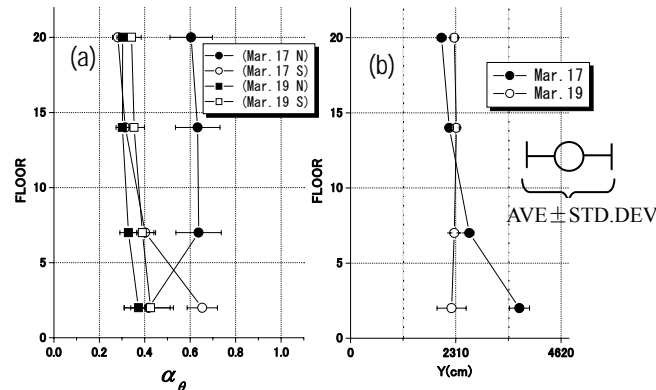 (a)
(Mar. 17 N)
(Mar. 17 S)
(Mar. 19 N)
(Mar. 19 S)
FLOOR
20
15
10
5
0
0.0 0.2 0.4 0.6 0.8 1.0
αθ
(b)
Mar. 17
Mar. 19
FLOOR
20
15
10
5
0
0 2310 4620
Y(cm)
AVE±STD.DEV